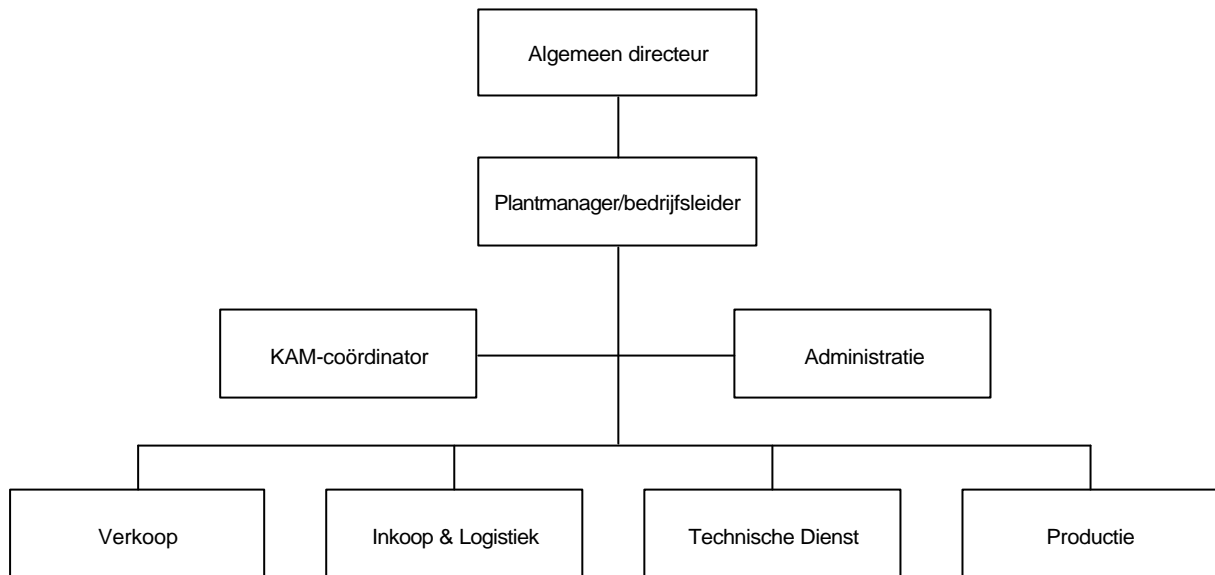 Algemeen directeur
Plantmanager/bedrijfsleider
KAM-coördinator
Administratie
Verkoop
Inkoop & Logistiek
Technische Dienst
Productie